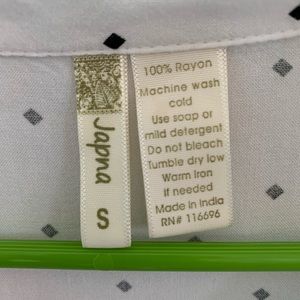 Japna
S
100% Rayon
Machine wash
cold
Use soap or
mild detergent
Do not bleach
Tumble dry low
Warm Iron
if needed
Made in India
RN# 116696